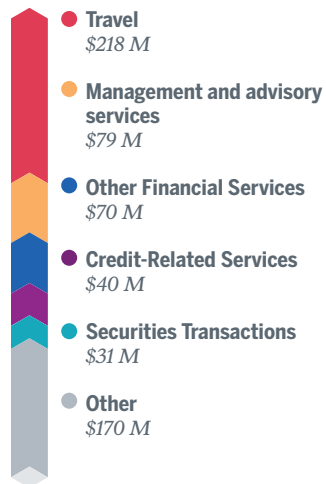 Travel
$218 M
Management and advisory
services
$79 M
Other Financial Services
$70 M
Credit-Related Services
$40 M
Securities Transactions
$31 M
Other
$170 M